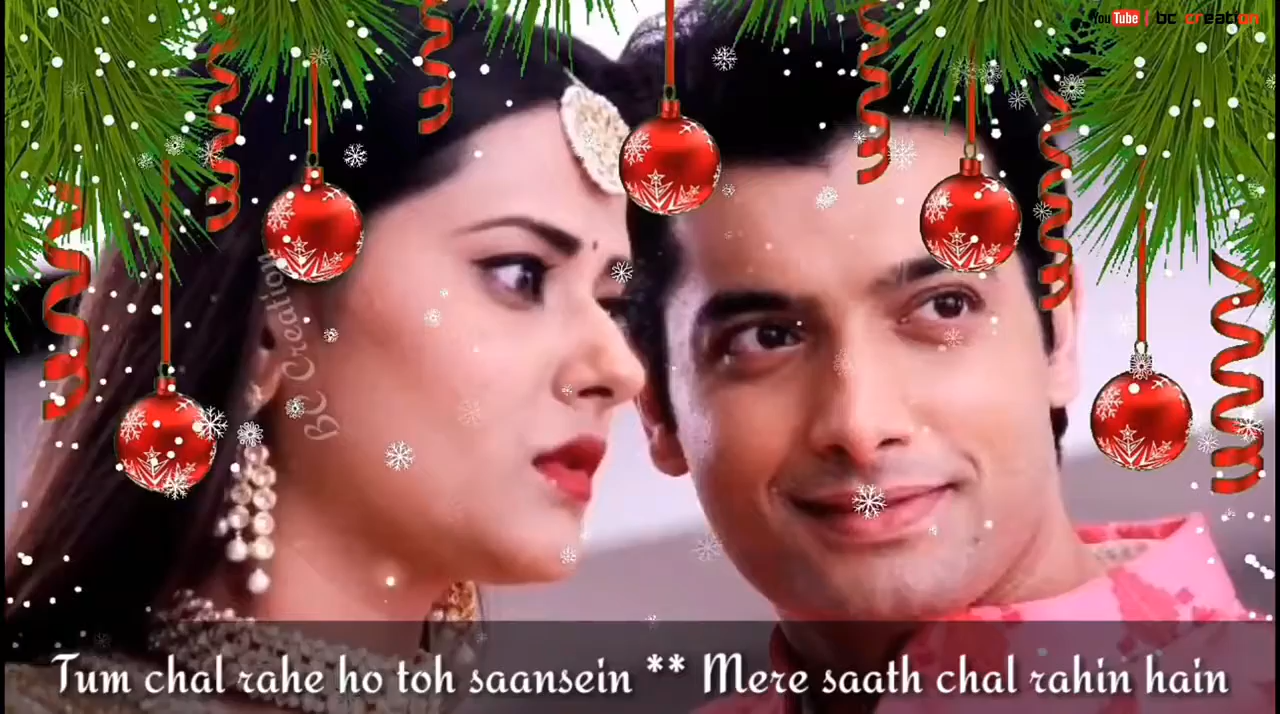 YouTube | bc creation
BC Creation
Tum chal rahe ho toh saansein ** Mere saath chal rahin hain